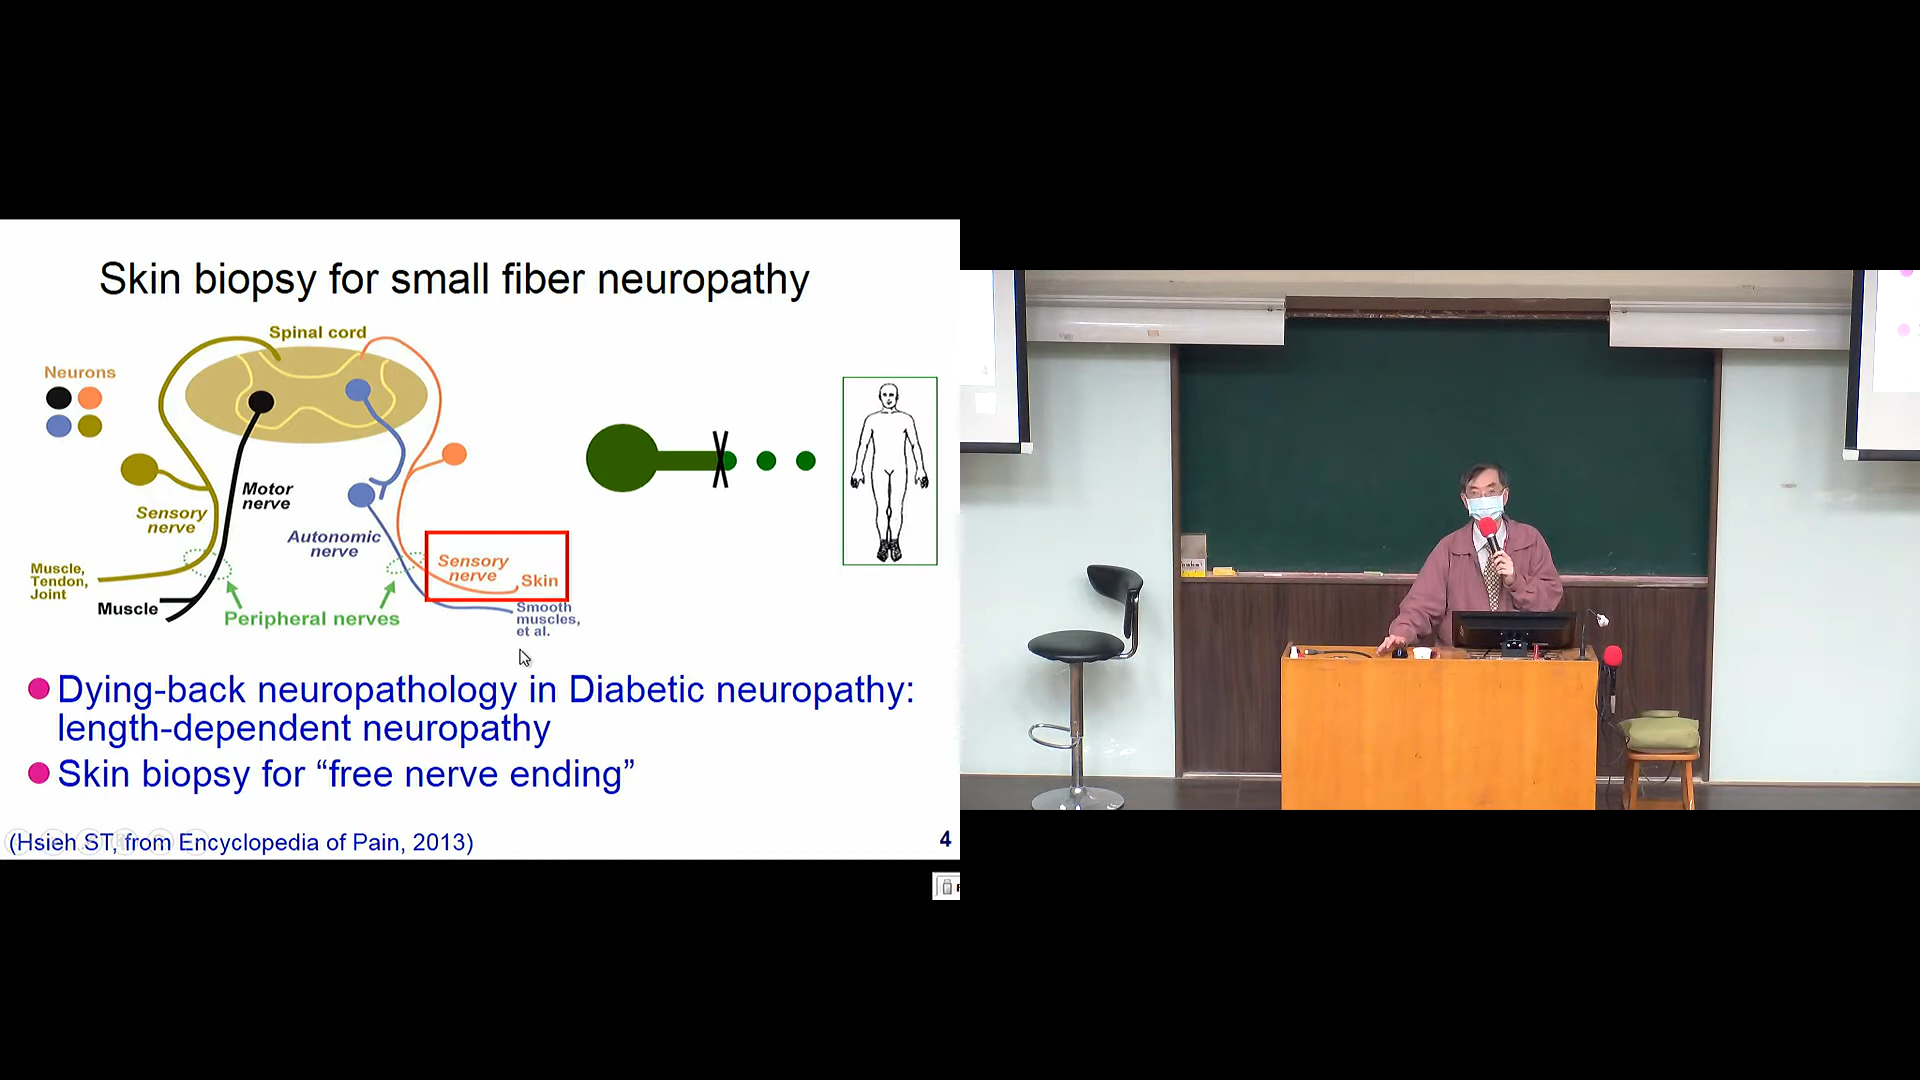 Skin biopsy for small fiber neuropathy
Spinal cord
Neurons
Motor
nerve
Sensory
nerve
Autonomic
nerve
Sensory
nerve
Skin
Muscle,
Tendon,
Joint
Muscle
Peripheral nerves
Smooth
muscles,
et al.
Dying-back neuropathology in Diabetic neuropathy:
length-dependent neuropathy
Skin biopsy for “free nerve ending”
(Hsieh ST, from Encyclopedia of Pain, 2013)
4